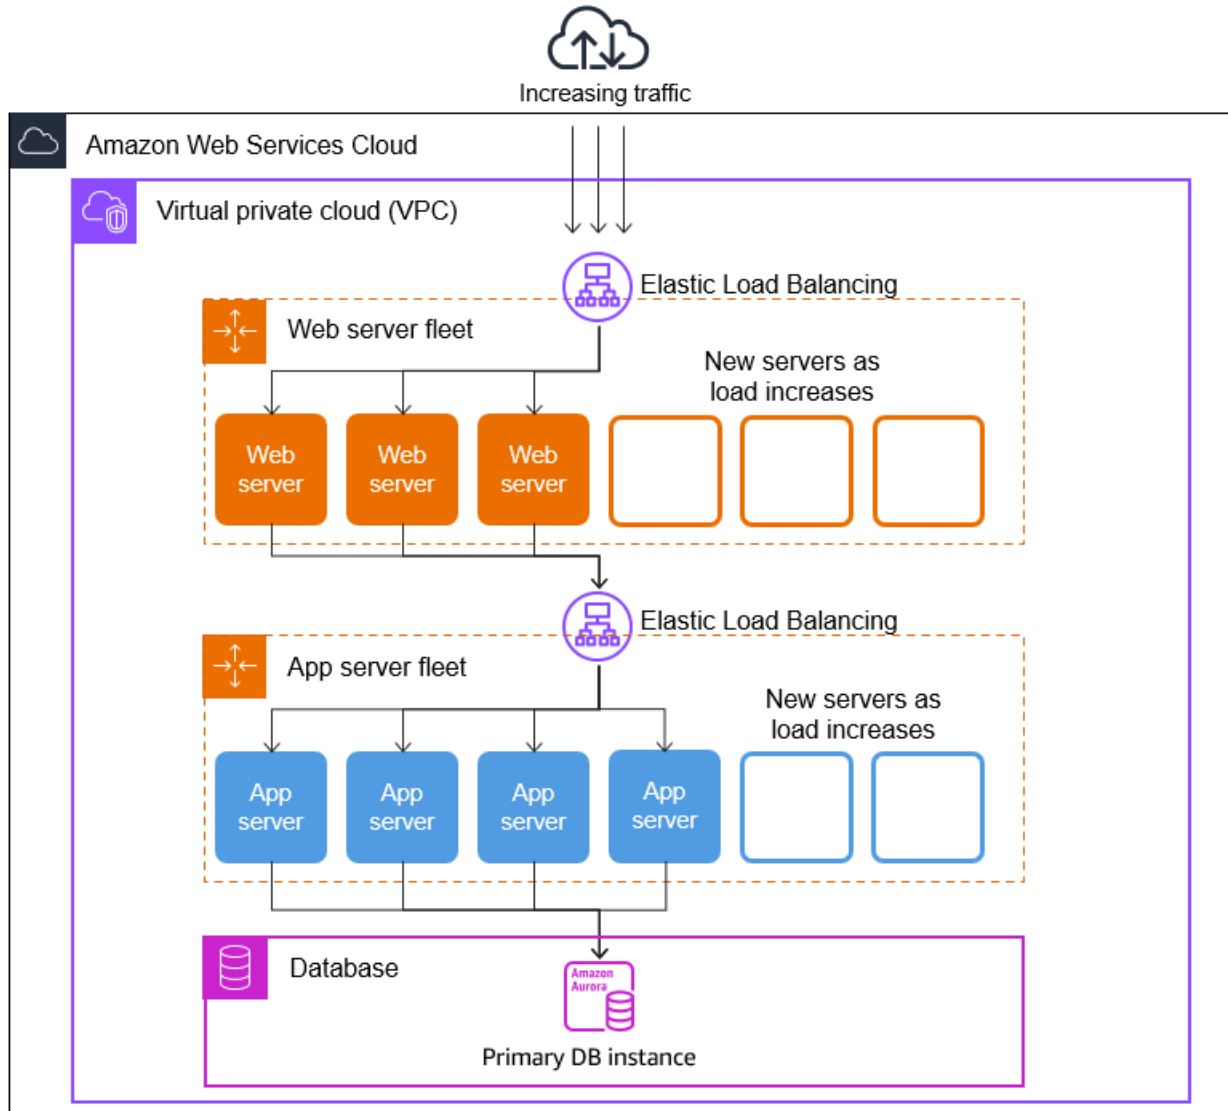 Increasing traffic
Amazon Web Services Cloud
Virtual private cloud (VPC)
Elastic Load Balancing
Web server fleet
New servers as
load increases
Web
server
Web
server
Web
server
Elastic Load Balancing
App server fleet
New servers as
load increases
App
server
App
server
App
server
App
server
Database
Amazon
Aurora
Primary DB instance